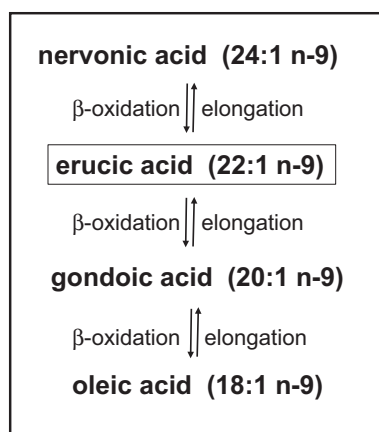 nervonic acid (24:1 n-9)
β-oxidation elongation
erucic acid (22:1 n-9)
β-oxidation elongation
gondoic acid (20:1 n-9)
β-oxidation elongation
oleic acid (18:1 n-9)